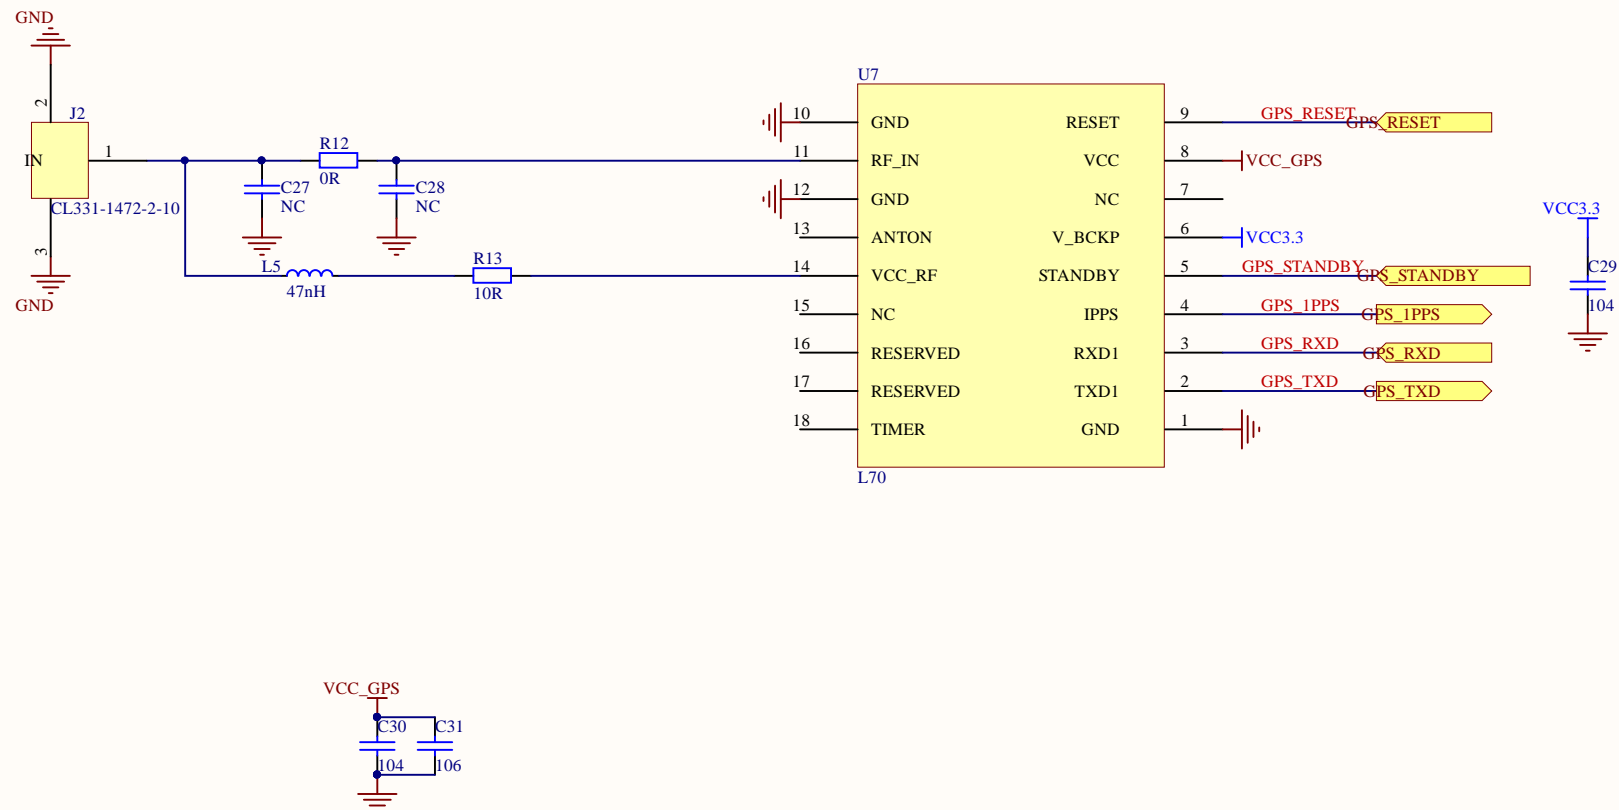 GND
2
J2
IN
1
CL331-1472-2-10
3
GND
R12
0R
C27
NC
C28
NC
L5
47nH
R13
10R
U7
10 GND
11 RF_IN
12 GND
13 ANTON
14 VCC_RF
15 NC
16 RESERVED
17 RESERVED
18 TIMER
RESET 9 GPS_RESET GPS_RESET
VCC 8 VCC_GPS
NC 7
V_BCKP 6 VCC3.3
STANDBY 5 GPS_STANDBY GPS_STANDBY
IPPS 4 GPS_1PPS GPS_1PPS
RXD1 3 GPS_RXD GPS_RXD
TXD1 2 GPS_TXD GPS_TXD
GND 1
L70
VCC3.3
C29
104
VCC_GPS
C30 C31
104 106